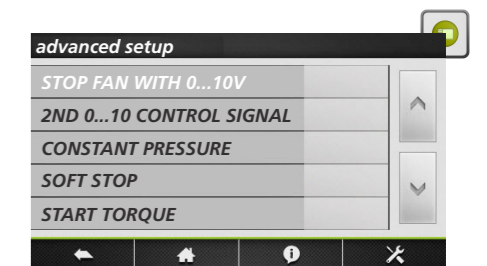 advanced setup
STOP FAN WITH 0...10V
2ND 0...10 CONTROL SIGNAL
CONSTANT PRESSURE
SOFT STOP
START TORQUE